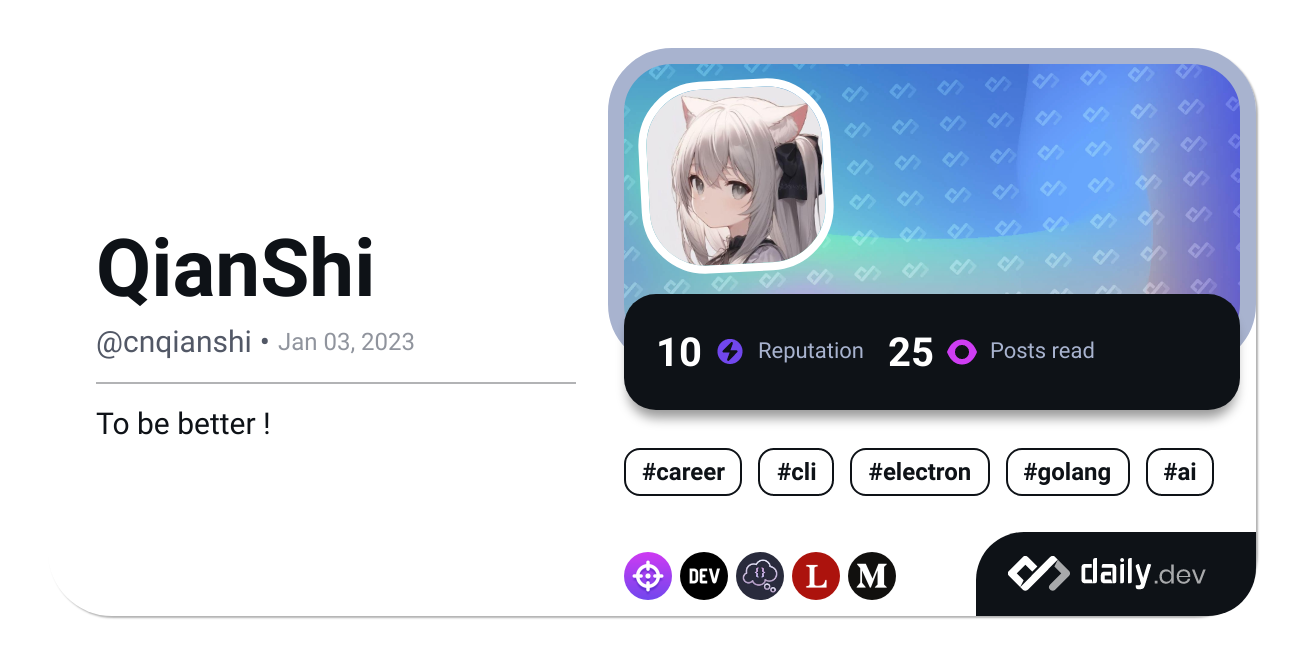 QianShi
@cnqianshi • Jan 03, 2023
To be better !
10 Reputation 25 Posts read
#career #cli #electron #golang #ai
DEV {} L M
daily.dev